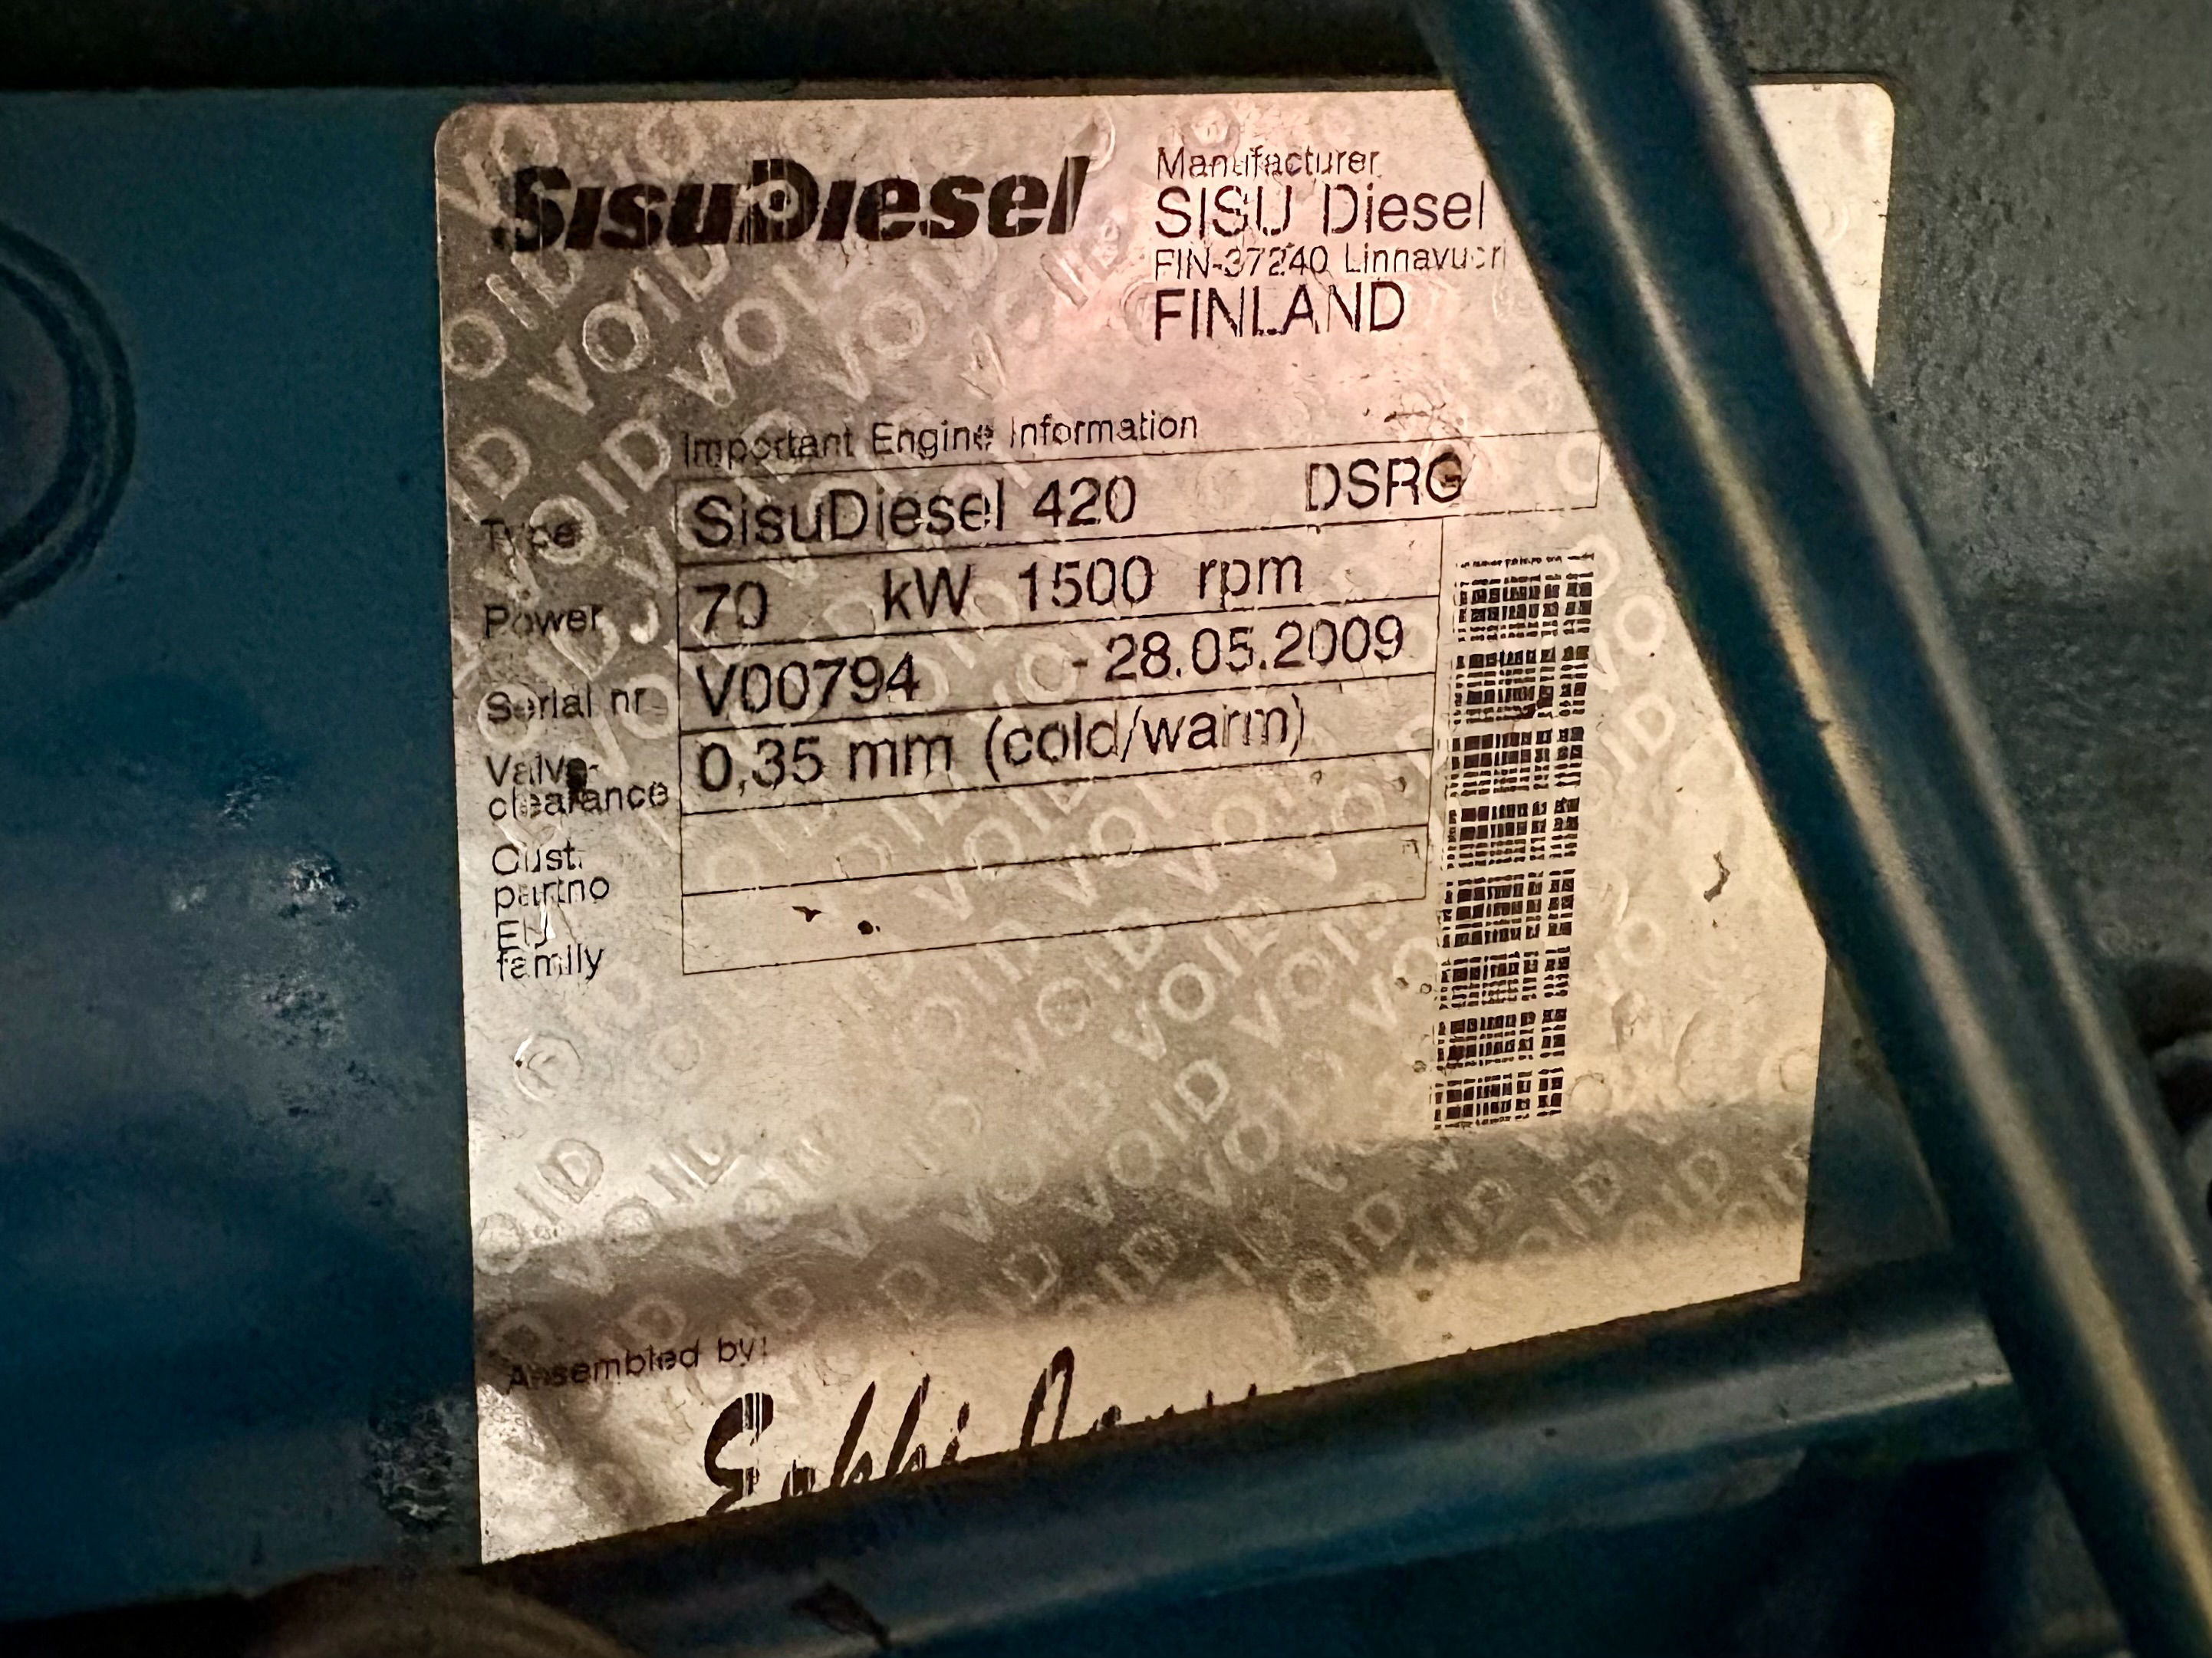 SisuDiesel
Manufacturer
SISU Diesel
FIN-37240 Linnavuori
FINLAND
Important Engine Information
Type SisuDiesel 420 DSRG
Power 70 kW 1500 rpm
Serial nr V00794 - 28.05.2009
Valve-
clearance 0,35 mm (cold/warm)
Cust.
partno
EU
family
Assembled by: